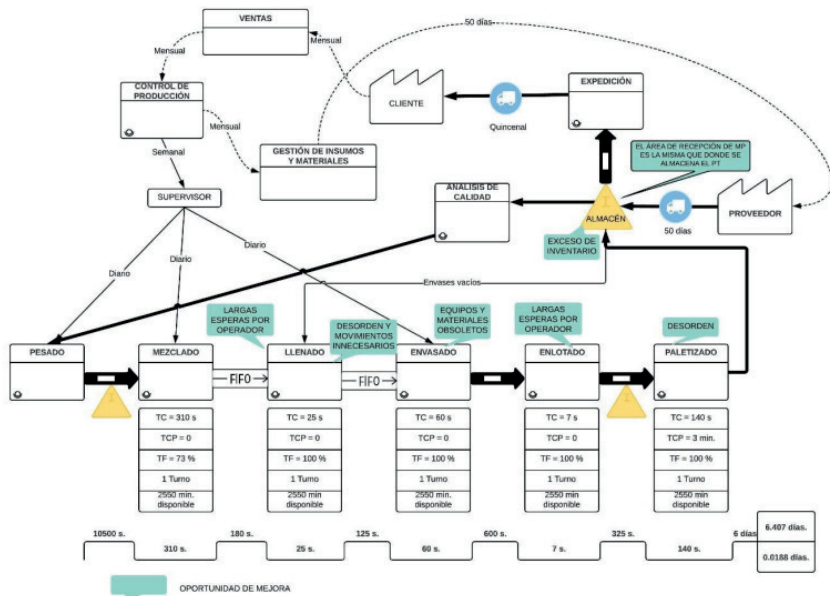 VENTAS
50 días
Mensual
Mensual
CONTROL DE
PRODUCCIÓN
Mensual
CLIENTE
Quincenal
EXPEDICIÓN
Semanal
GESTIÓN DE INSUMOS
Y MATERIALES
EL ÁREA DE RECEPCIÓN DE MP
ES LA MISMA QUE DONDE SE
ALMACENA EL PT
SUPERVISOR
ANÁLISIS DE
CALIDAD
ALMACÉN
PROVEEDOR
50 días
EXCESO DE
INVENTARIO
Diario
Diario
Diario
Envases vacíos
LARGAS
ESPERAS POR
OPERADOR
DESORDEN Y
MOVIMIENTOS
INNECESARIOS
EQUIPOS Y
MATERIALES
OBSOLETOS
LARGAS
ESPERAS POR
OPERADOR
DESORDEN
PESADO
MEZCLADO
LLENADO
ENVASADO
ENLOTADO
PALETIZADO
FIFO
FIFO
TC = 310 s
TCP = 0
TF = 73 %
1 Turno
2550 min.
disponible
TC = 25 s
TCP = 0
TF = 100 %
1 Turno
2550 min
disponible
TC = 60 s
TCP = 0
TF = 100 %
1 Turno
2550 min.
disponible
TC = 7 s
TCP = 0
TF = 100 %
1 Turno
2550 min
disponible
TC = 140 s
TCP = 3 min.
TF = 100 %
1 Turno
2550 min
disponible
10500 s.
180 s.
125 s.
600 s.
325 s.
6 días
6.407 días.
310 s.
25 s.
60 s.
7 s.
140 s.
0.0188 días.
OPORTUNIDAD DE MEJORA